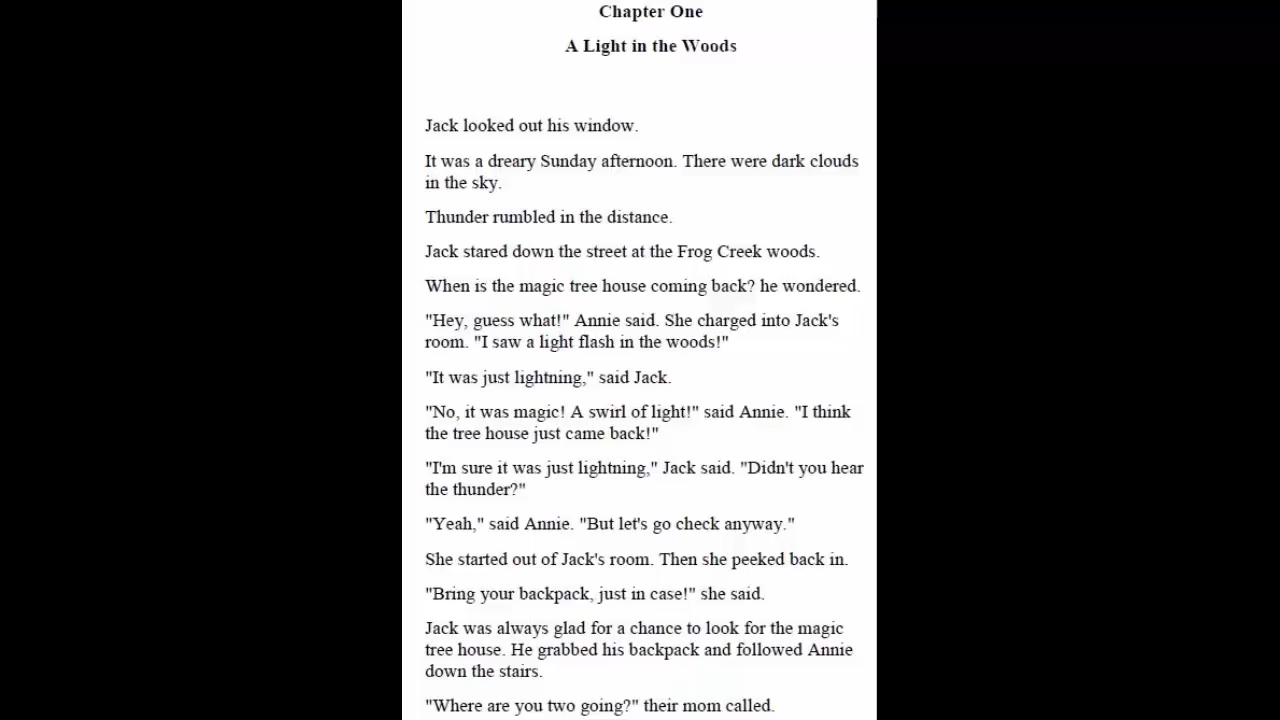 Chapter One
A Light in the Woods
Jack looked out his window.
It was a dreary Sunday afternoon. There were dark clouds
in the sky.
Thunder rumbled in the distance.
Jack stared down the street at the Frog Creek woods.
When is the magic tree house coming back? he wondered.
"Hey, guess what!" Annie said. She charged into Jack's
room. "I saw a light flash in the woods!"
"It was just lightning," said Jack.
"No, it was magic! A swirl of light!" said Annie. "I think
the tree house just came back!"
"I'm sure it was just lightning," Jack said. "Didn't you hear
the thunder?"
"Yeah," said Annie. "But let's go check anyway."
She started out of Jack's room. Then she peeked back in.
"Bring your backpack, just in case!" she said.
Jack was always glad for a chance to look for the magic
tree house. He grabbed his backpack and followed Annie
down the stairs.
"Where are you two going?" their mom called.